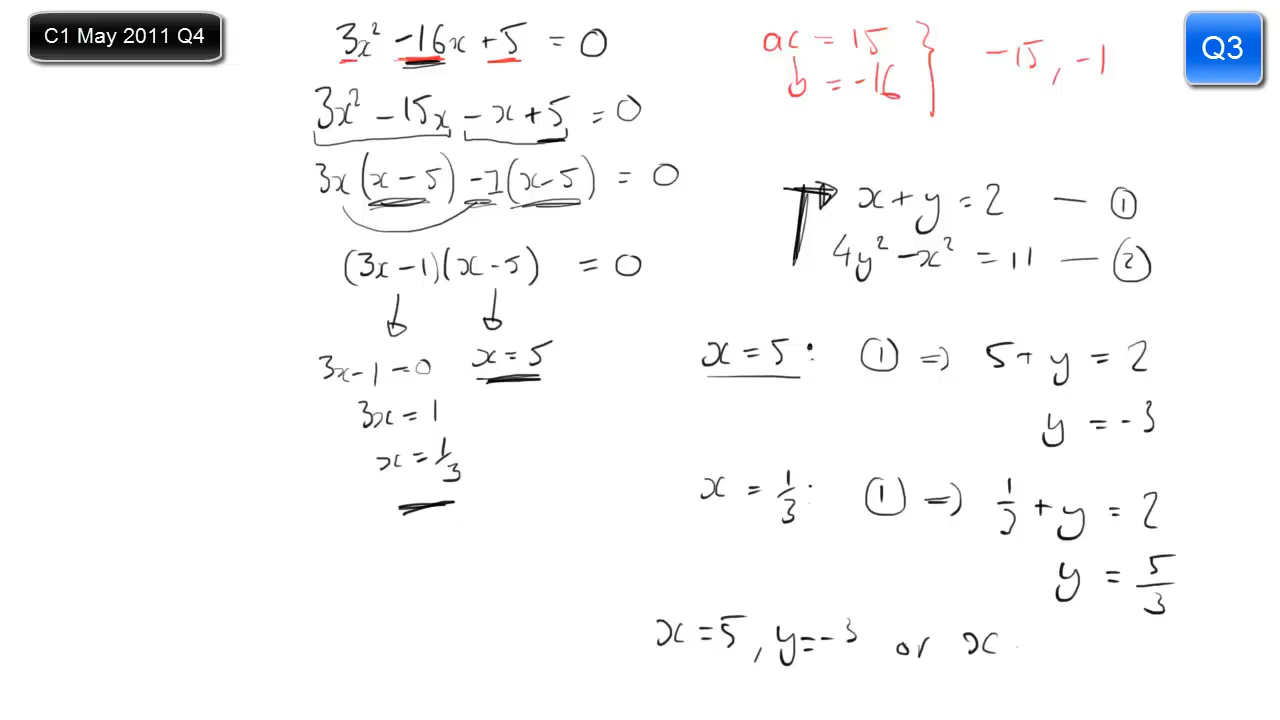 C1 May 2011 Q4
3x² -16x +5 = 0
3x² - 15x - x + 5 = 0
3x(x-5) -1(x-5) = 0
(3x-1)(x-5) = 0
3x-1=0
3x = 1
x = 1/3
x = 5
ac = 15
b = -16
} -15, -1
Q3
x + y = 2 — ①
4y² - x² = 11 — ②
x = 5 : ① ⇒ 5 + y = 2
y = -3
x = 1/3 : ① ⇒ 1/3 + y = 2
y = 5/3
x = 5, y = -3 or x